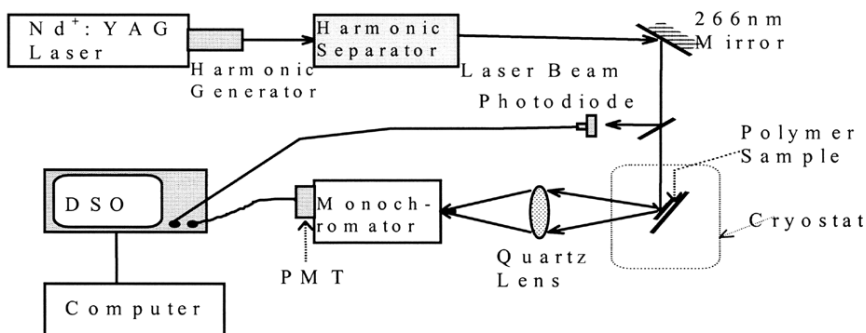 Nd⁺: YAG
Laser
Harmonic
Generator
Harmonic
Separator
266nm
Mirror
Laser Beam
Photodiode
Polymer
Sample
DSO
Monoch-
romator
Cryostat
Quartz
Lens
PMT
Computer